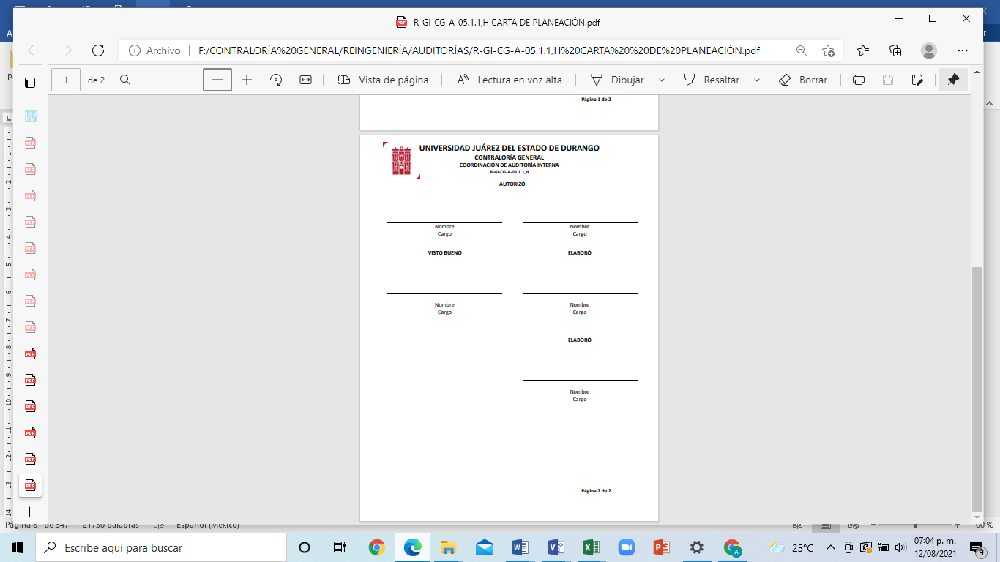 R-GI-CG-A-05.1.1,H CARTA DE PLANEACIÓN.pdf
Archivo
F:/CONTRALORÍA%20GENERAL/REINGENIERÍA/AUDITORÍAS/R-GI-CG-A-05.1.1,H%20CARTA%20%20DE%20PLANEACIÓN.pdf
1 de 2 Vista de página Lectura en voz alta Dibujar Resaltar Borrar
Página 1 de 2
UNIVERSIDAD JUÁREZ DEL ESTADO DE DURANGO
CONTRALORÍA GENERAL
COORDINACIÓN DE AUDITORÍA INTERNA
R-GI-CG-A-05.1.1,H
AUTORIZÓ
Nombre Nombre
Cargo Cargo
VISTO BUENO ELABORÓ
Nombre Nombre
Cargo Cargo
ELABORÓ
Nombre
Cargo
Página 2 de 2
Página 61 de 347 21750 palabras Español (México) 100 %
Escribe aquí para buscar
25°C
07:04 p. m.
12/08/2021
9